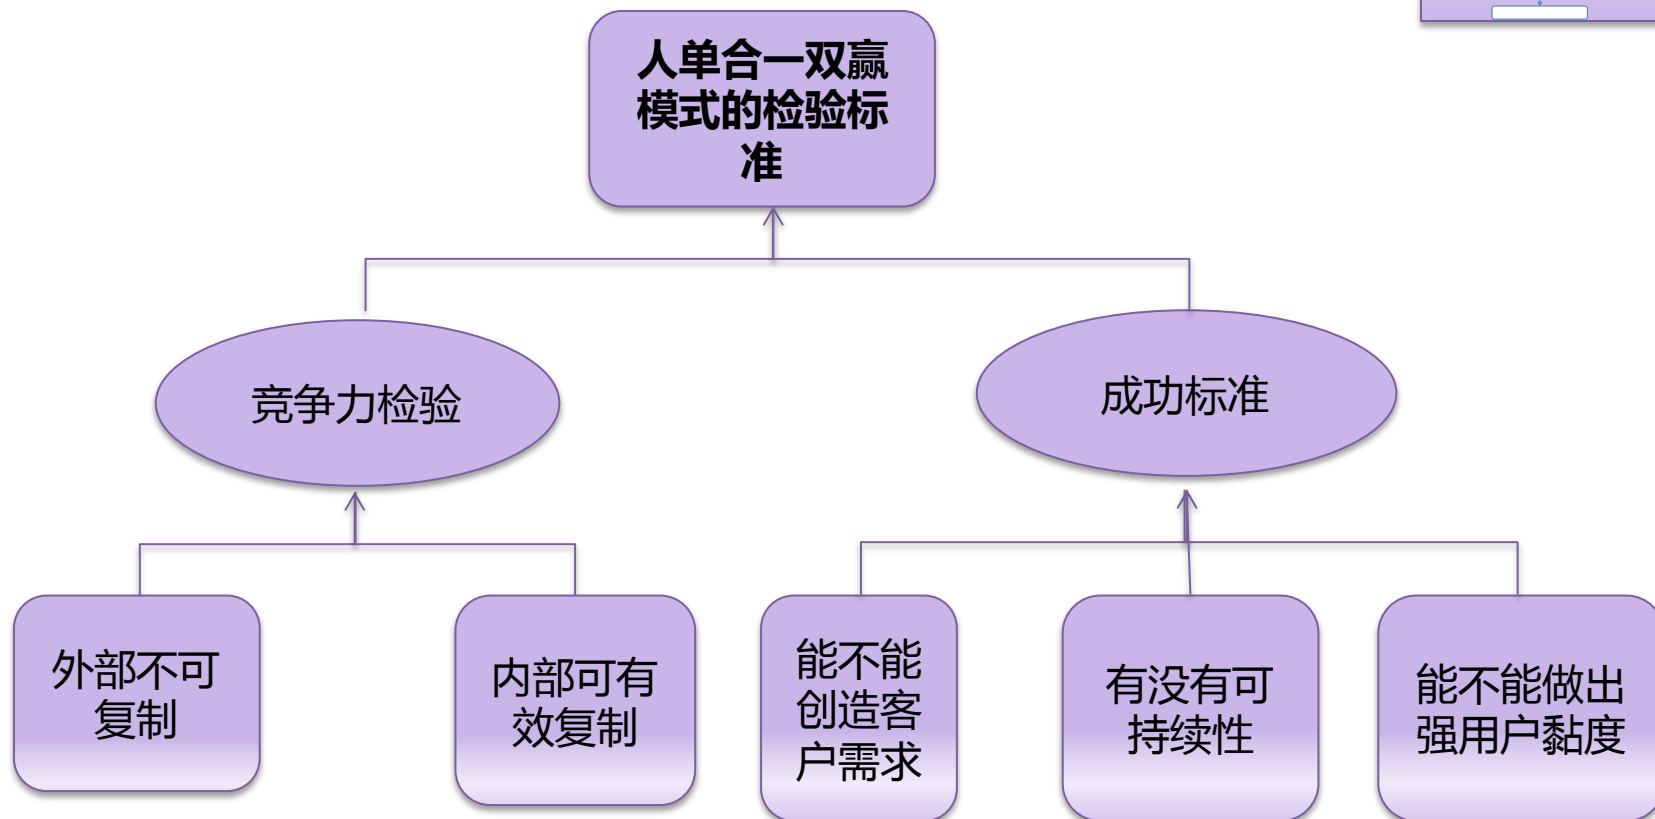 人单合一双赢
模式的检验标
准
竞争力检验
成功标准
外部不可
复制
内部可有
效复制
能不能
创造客
户需求
有没有可
持续性
能不能做出
强用户黏度